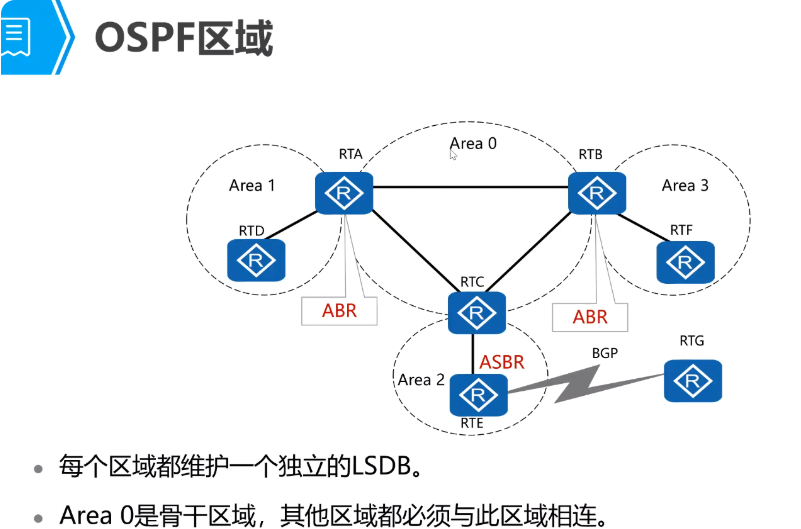 OSPF区域
Area 0
RTA
RTB
Area 1
Area 3
RTD
R
R
RTF
R
R
RTC
R
ABR
ABR
ASBR
BGP
RTG
Area 2
R
R
RTE
每个区域都维护一个独立的LSDB。
Area 0是骨干区域，其他区域都必须与此区域相连。